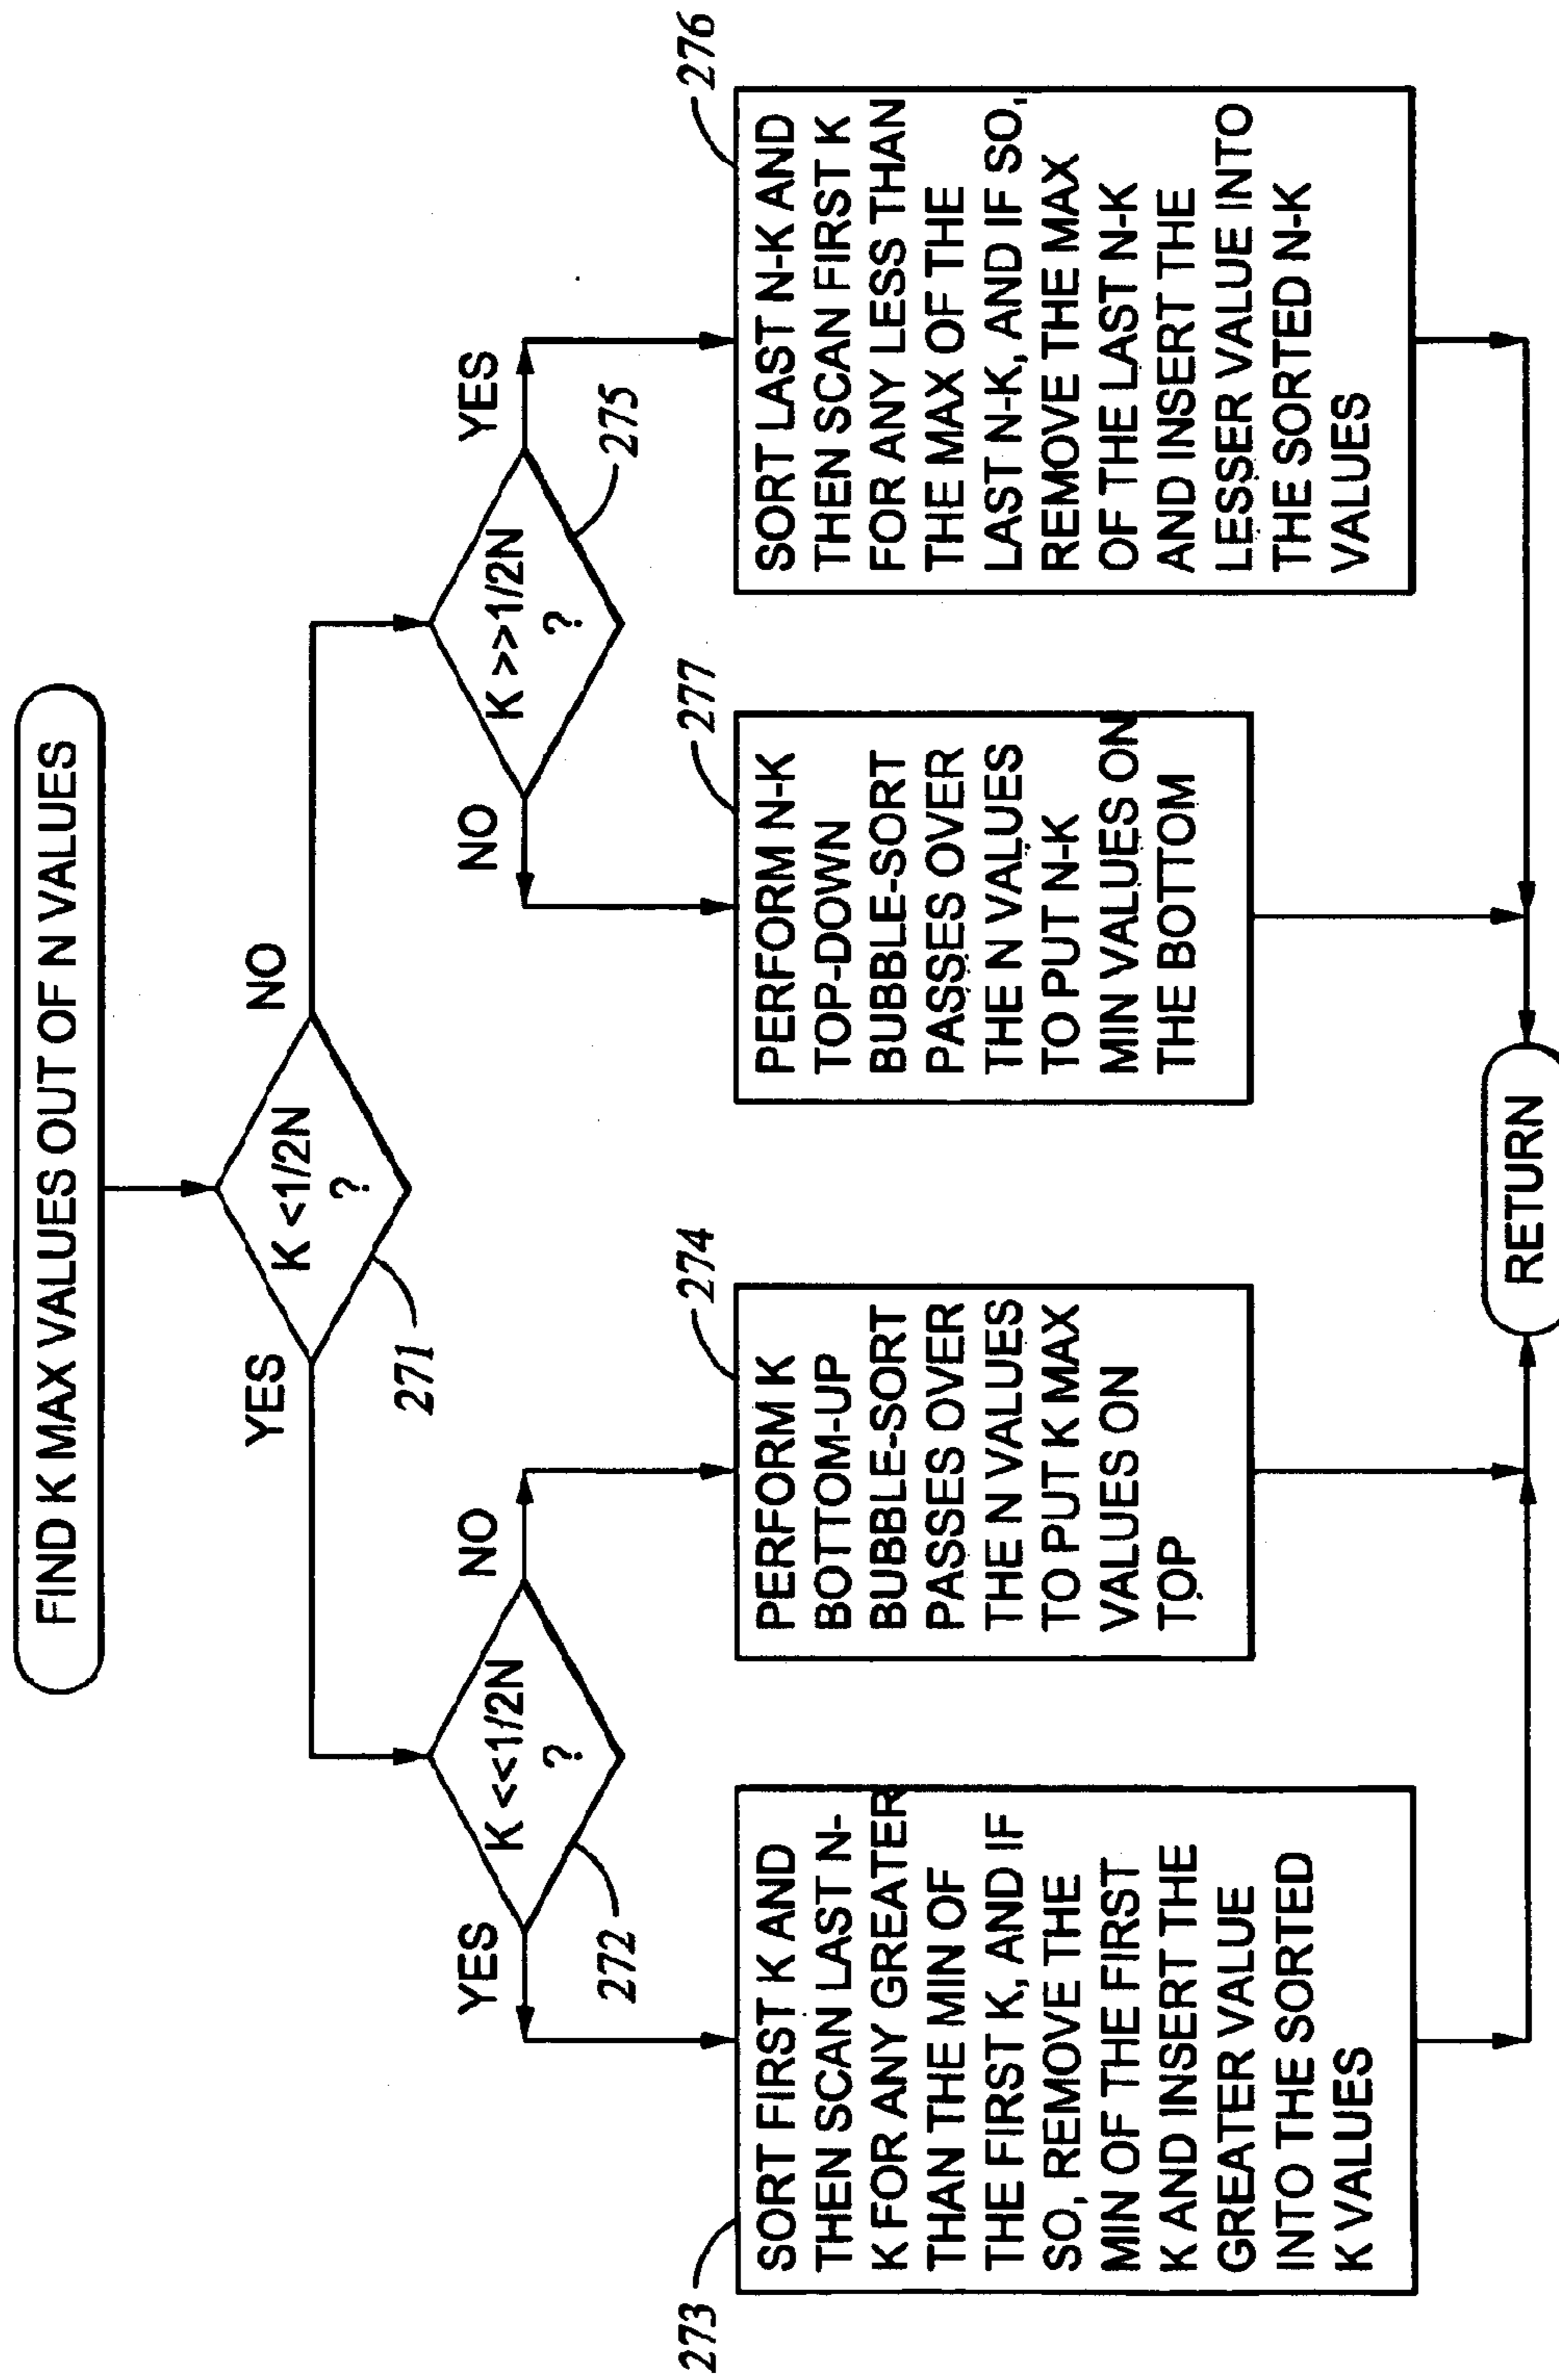 FIND K MAX VALUES OUT OF N VALUES
K <1/2N
?
YES
NO
271
K <<1/2N
?
YES
NO
272
K >>1/2N
?
NO
YES
275
273
SORT FIRST K AND
THEN SCAN LAST N-
K FOR ANY GREATER
THAN THE MIN OF
THE FIRST K, AND IF
SO, REMOVE THE
MIN OF THE FIRST
K AND INSERT THE
GREATER VALUE
INTO THE SORTED
K VALUES
274
PERFORM K
BOTTOM-UP
BUBBLE-SORT
PASSES OVER
THE N VALUES
TO PUT K MAX
VALUES ON
TOP
277
PERFORM N-K
TOP-DOWN
BUBBLE-SORT
PASSES OVER
THE N VALUES
TO PUT N-K
MIN VALUES ON
THE BOTTOM
276
SORT LAST N-K AND
THEN SCAN FIRST K
FOR ANY LESS THAN
THE MAX OF THE
LAST N-K, AND IF SO,
REMOVE THE MAX
OF THE LAST N-K
AND INSERT THE
LESSER VALUE INTO
THE SORTED N-K
VALUES
RETURN